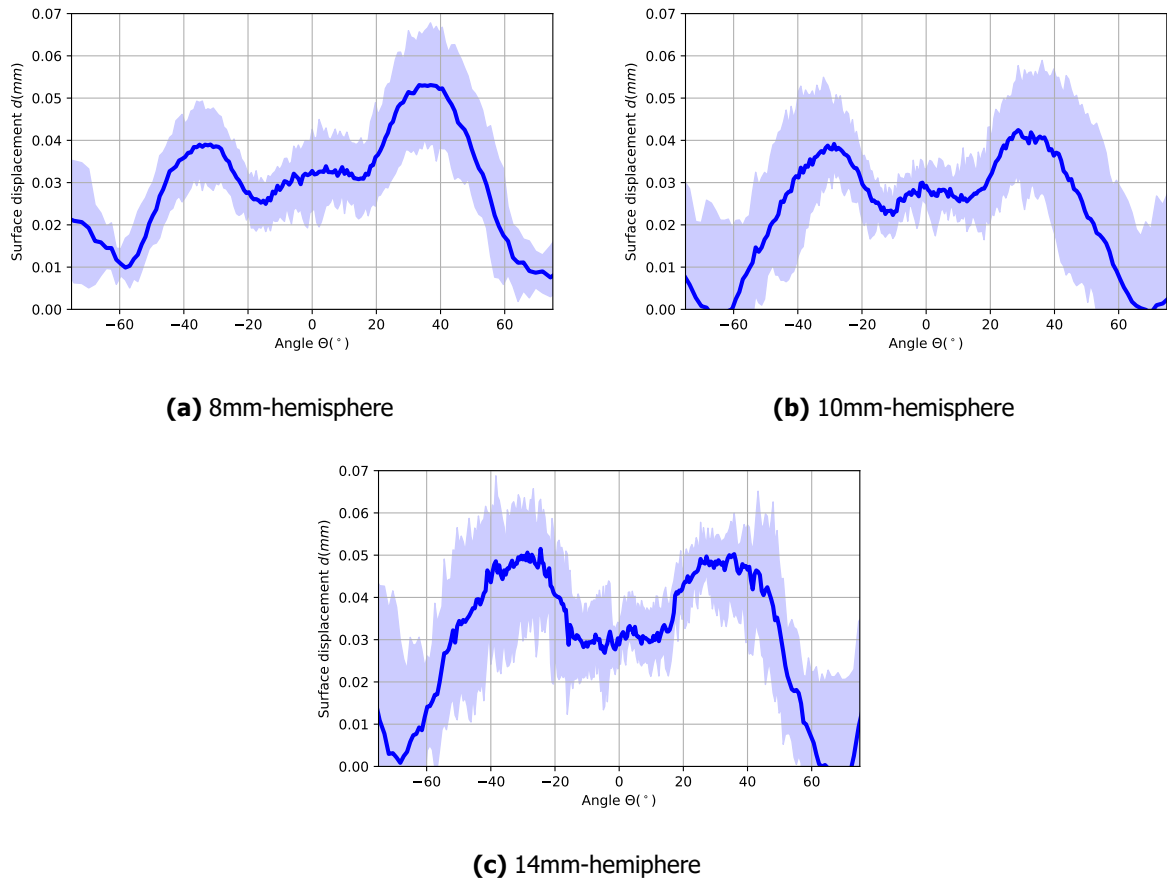 0.07
0.06
0.05
0.04
0.03
0.02
0.01
0.00
Surface displacement d(mm)
−60 −40 −20 0 20 40 60
Angle Θ(°)
(a) 8mm-hemisphere
0.07
0.06
0.05
0.04
0.03
0.02
0.01
0.00
Surface displacement d(mm)
−60 −40 −20 0 20 40 60
Angle Θ(°)
(b) 10mm-hemisphere
0.07
0.06
0.05
0.04
0.03
0.02
0.01
0.00
Surface displacement d(mm)
−60 −40 −20 0 20 40 60
Angle Θ(°)
(c) 14mm-hemiphere